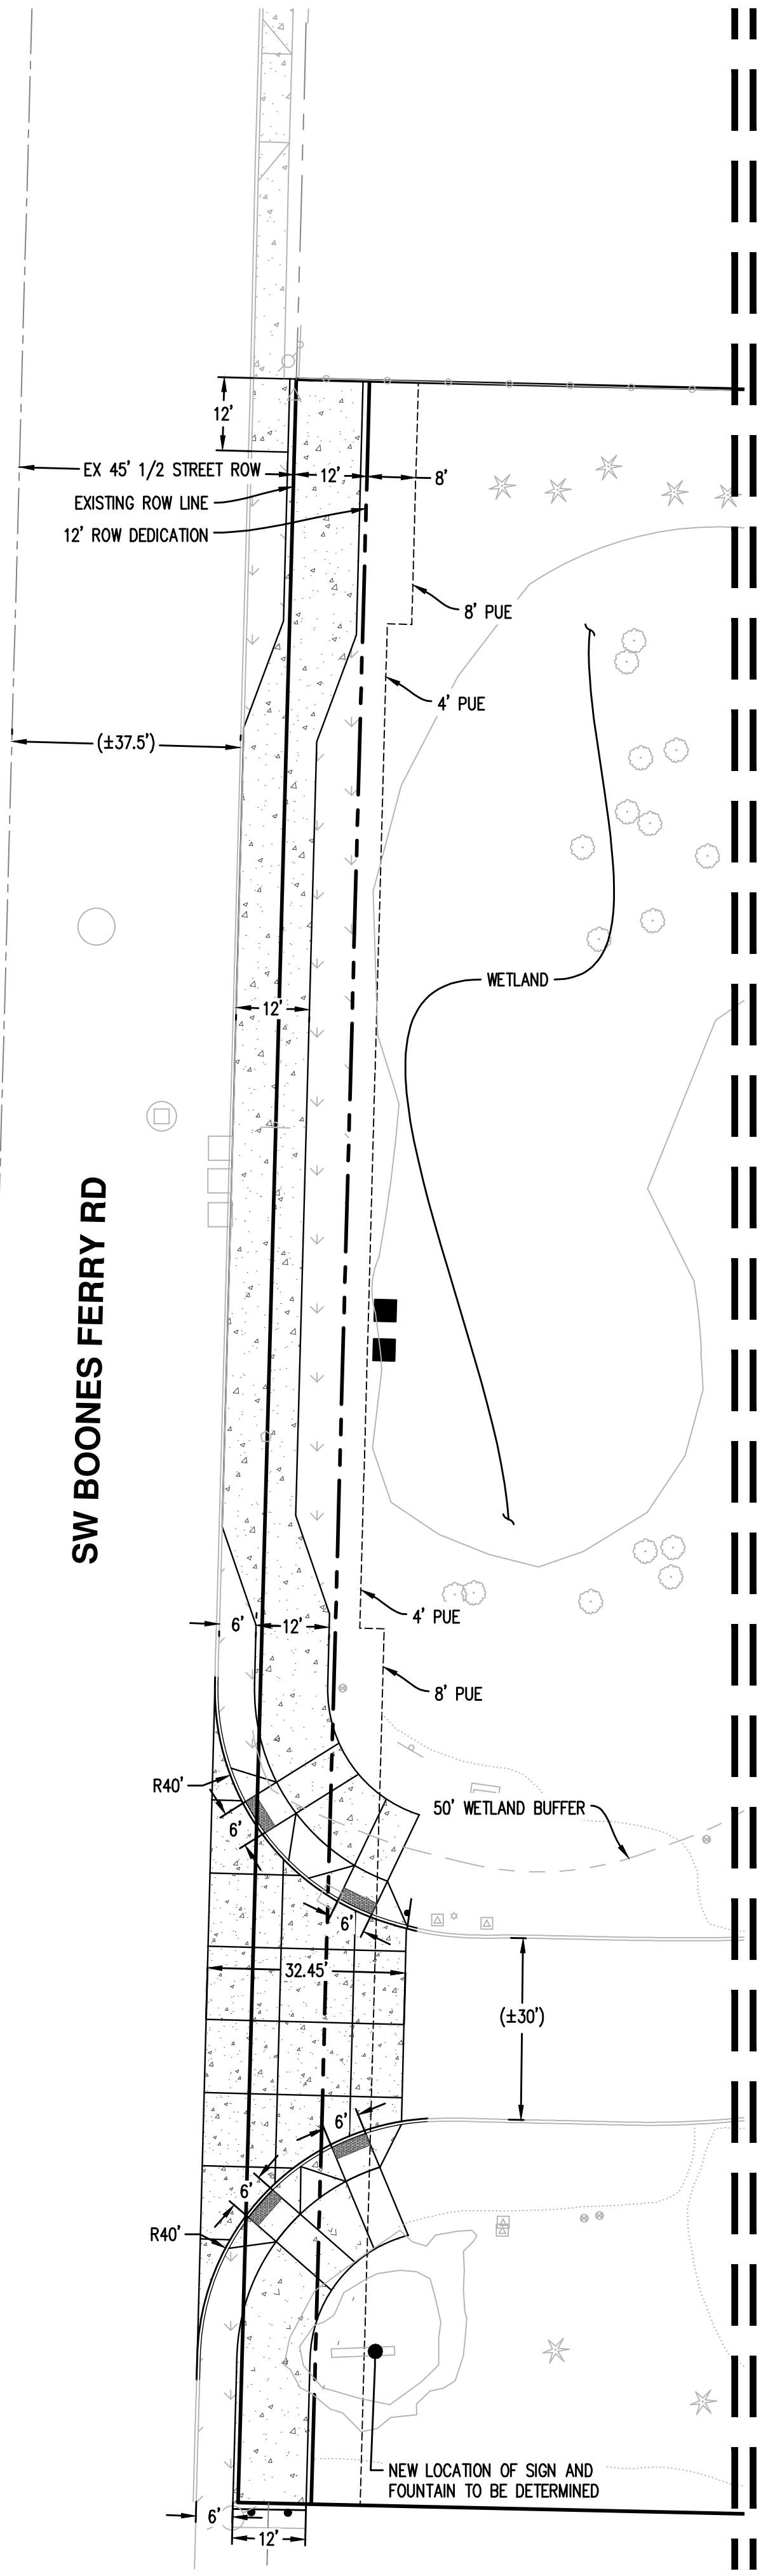 12'
EX 45' 1/2 STREET ROW
12'
8'
EXISTING ROW LINE
12' ROW DEDICATION
8' PUE
4' PUE
(±37.5')
WETLAND
12'
SW BOONES FERRY RD
4' PUE
6'
12'
8' PUE
R40'
50' WETLAND BUFFER
6'
6'
32.45'
(±30')
6'
6'
R40'
NEW LOCATION OF SIGN AND
FOUNTAIN TO BE DETERMINED
6'
12'